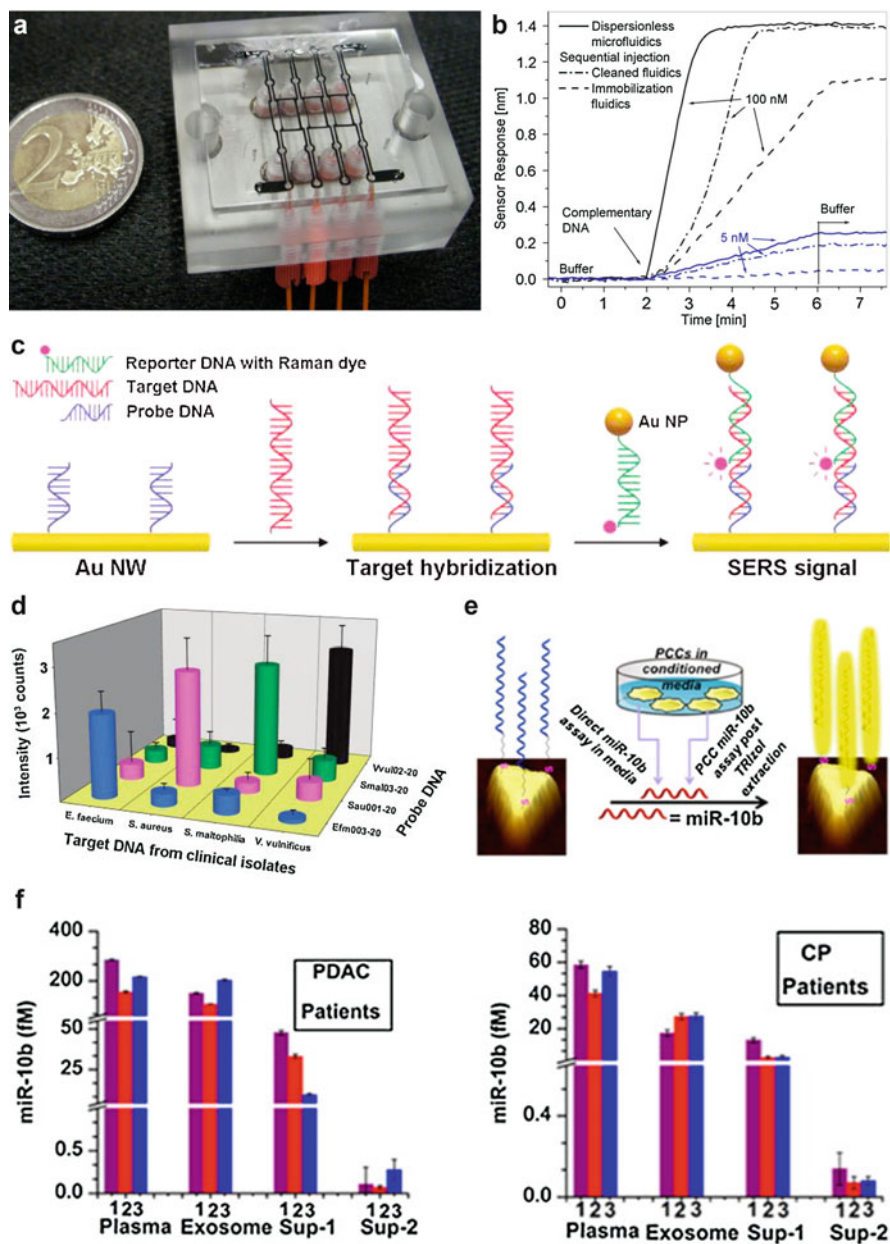 a
2
b
1.4
1.2
1.0
0.8
0.6
0.4
0.2
0.0
Sensor Response [nm]
Dispersionless
microfluidics
Sequential injection
Cleaned fluidics
Immobilization
fluidics
100 nM
Complementary
DNA
Buffer
5 nM
Buffer
0 1 2 3 4 5 6 7
Time [min]
c
Reporter DNA with Raman dye
Target DNA
Probe DNA
Au NP
Au NW
Target hybridization
SERS signal
d
Intensity (10³ counts)
3
2
1
E. faecium
S. aureus
S. maltophilia
V. vulnificus
Target DNA from clinical isolates
Vvul02-20
Smal03-20
Sau001-20
Efm003-20
Probe DNA
e
PCCs in
conditioned
media
Direct miR-10b
assay in media
PCC miR-10b
assay post
TRIzol
extraction
= miR-10b
S
S
S
S
S
S
f
400
200
50
25
0.5
0.0
miR-10b (fM)
PDAC
Patients
123 123 123 123
Plasma Exosome Sup-1 Sup-2
80
60
40
20
0.4
0.0
miR-10b (fM)
CP
Patients
123 123 123 123
Plasma Exosome Sup-1 Sup-2